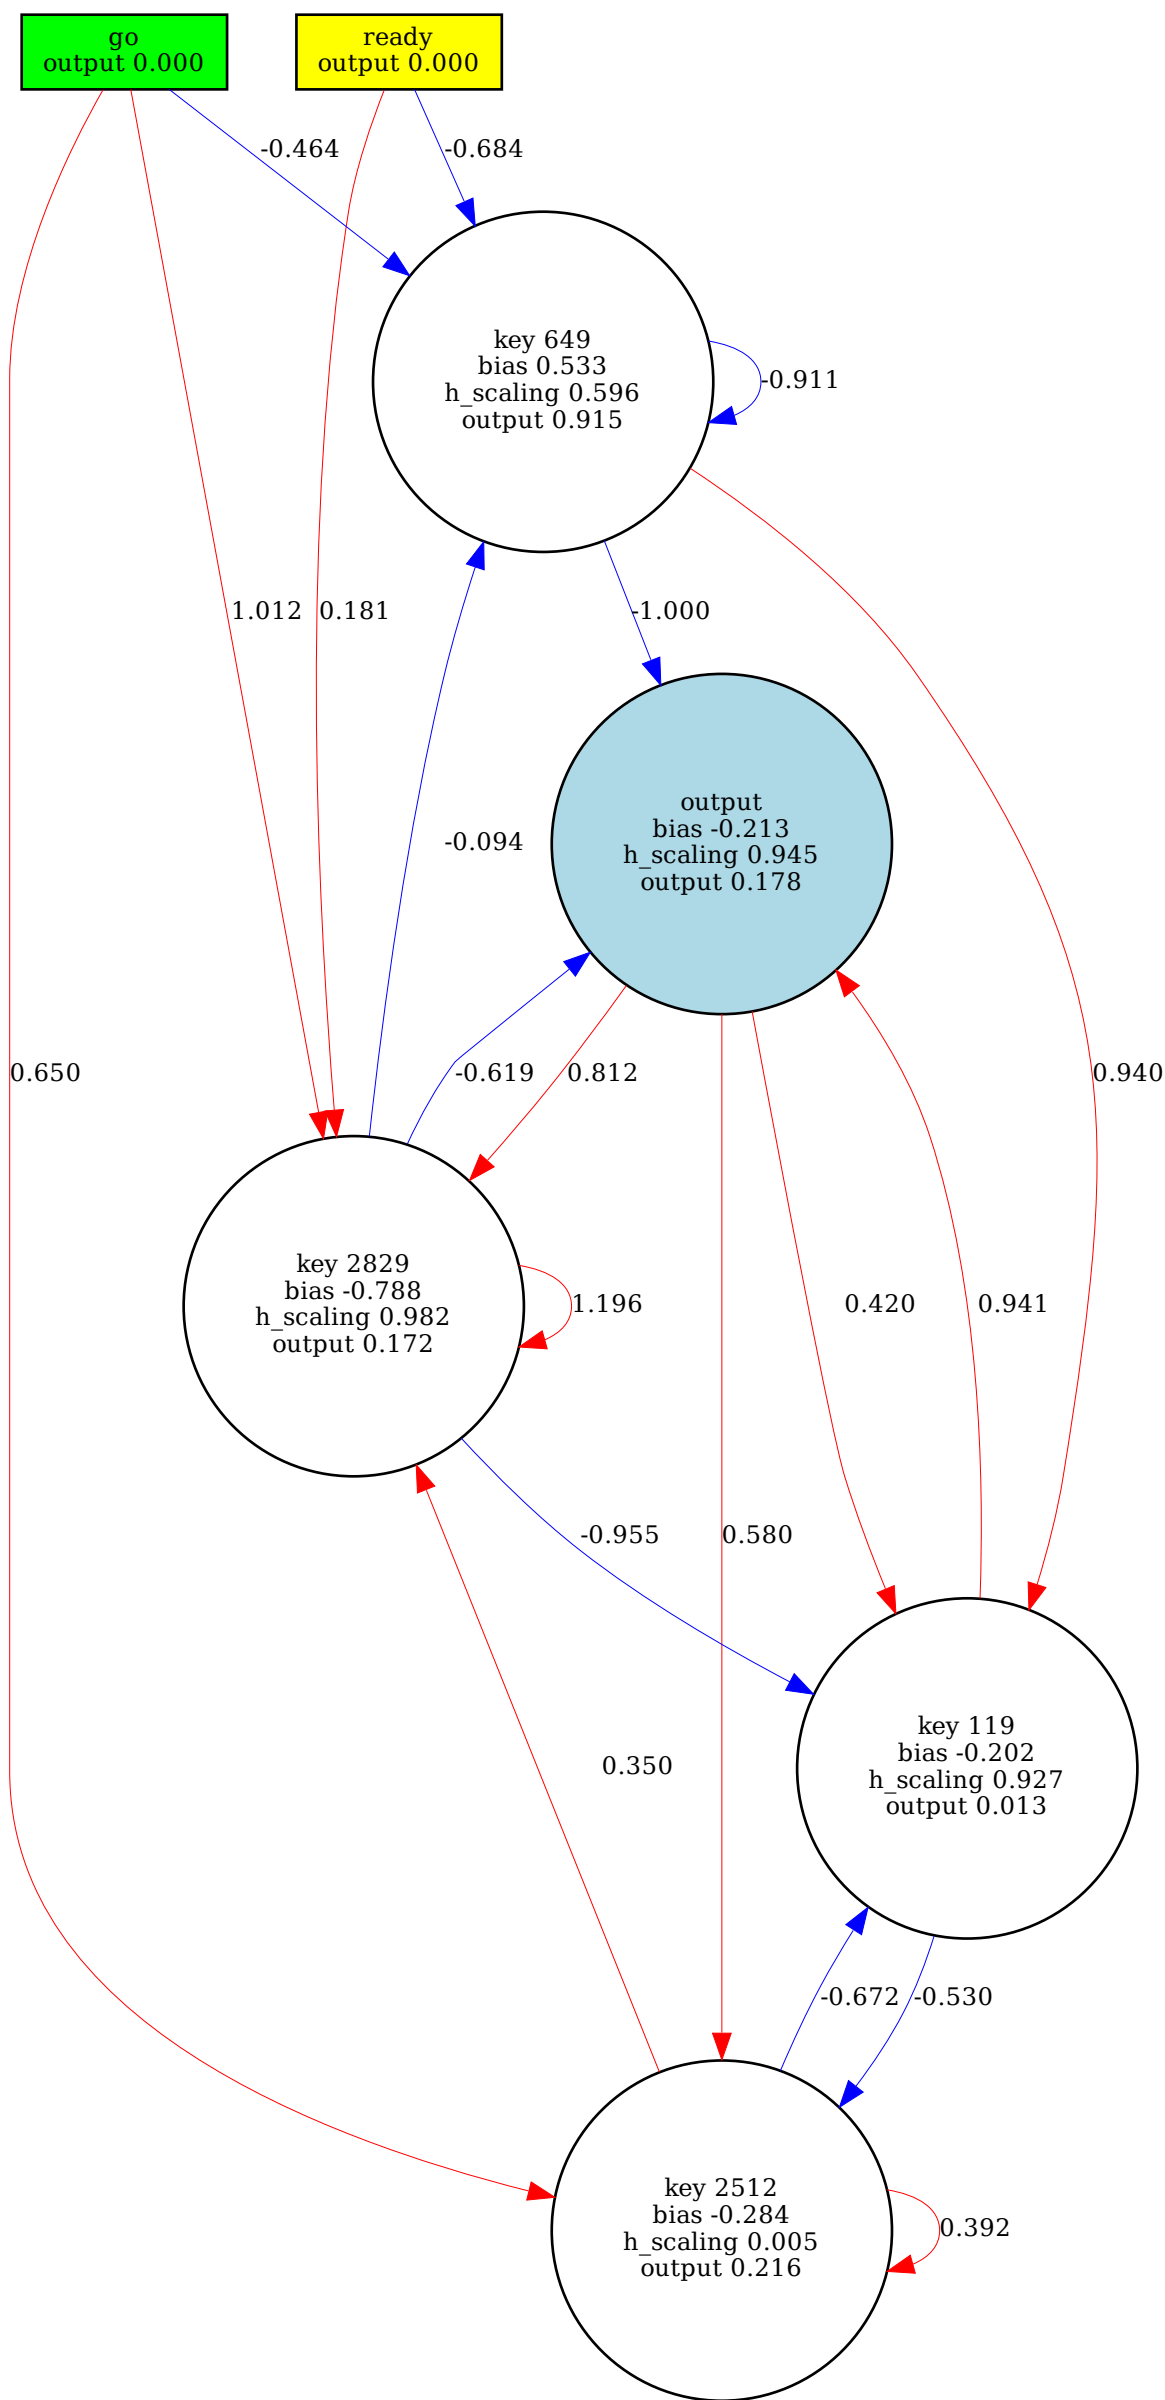 go
output 0.000
ready
output 0.000
-0.464
-0.684
key 649
bias 0.533
h_scaling 0.596
output 0.915
-0.911
1.012
0.181
-1.000
output
bias -0.213
h_scaling 0.945
output 0.178
-0.094
0.650
-0.619
0.812
0.940
key 2829
bias -0.788
h_scaling 0.982
output 0.172
1.196
0.420
0.941
-0.955
0.580
key 119
bias -0.202
h_scaling 0.927
output 0.013
0.350
-0.672
-0.530
key 2512
bias -0.284
h_scaling 0.005
output 0.216
0.392